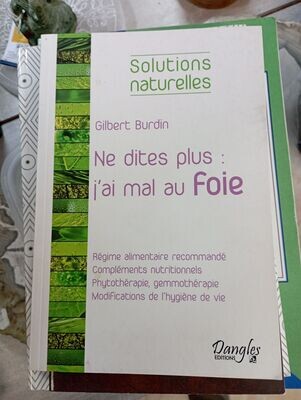 Solutions
naturelles
Gilbert Burdin
Ne dites plus :
j'ai mal au foie
Régime alimentaire recommandé
Compléments nutritionnels
Phytothérapie, gemmothérapie
Modifications de l'hygiène de vie
Dangles
EDITIONS